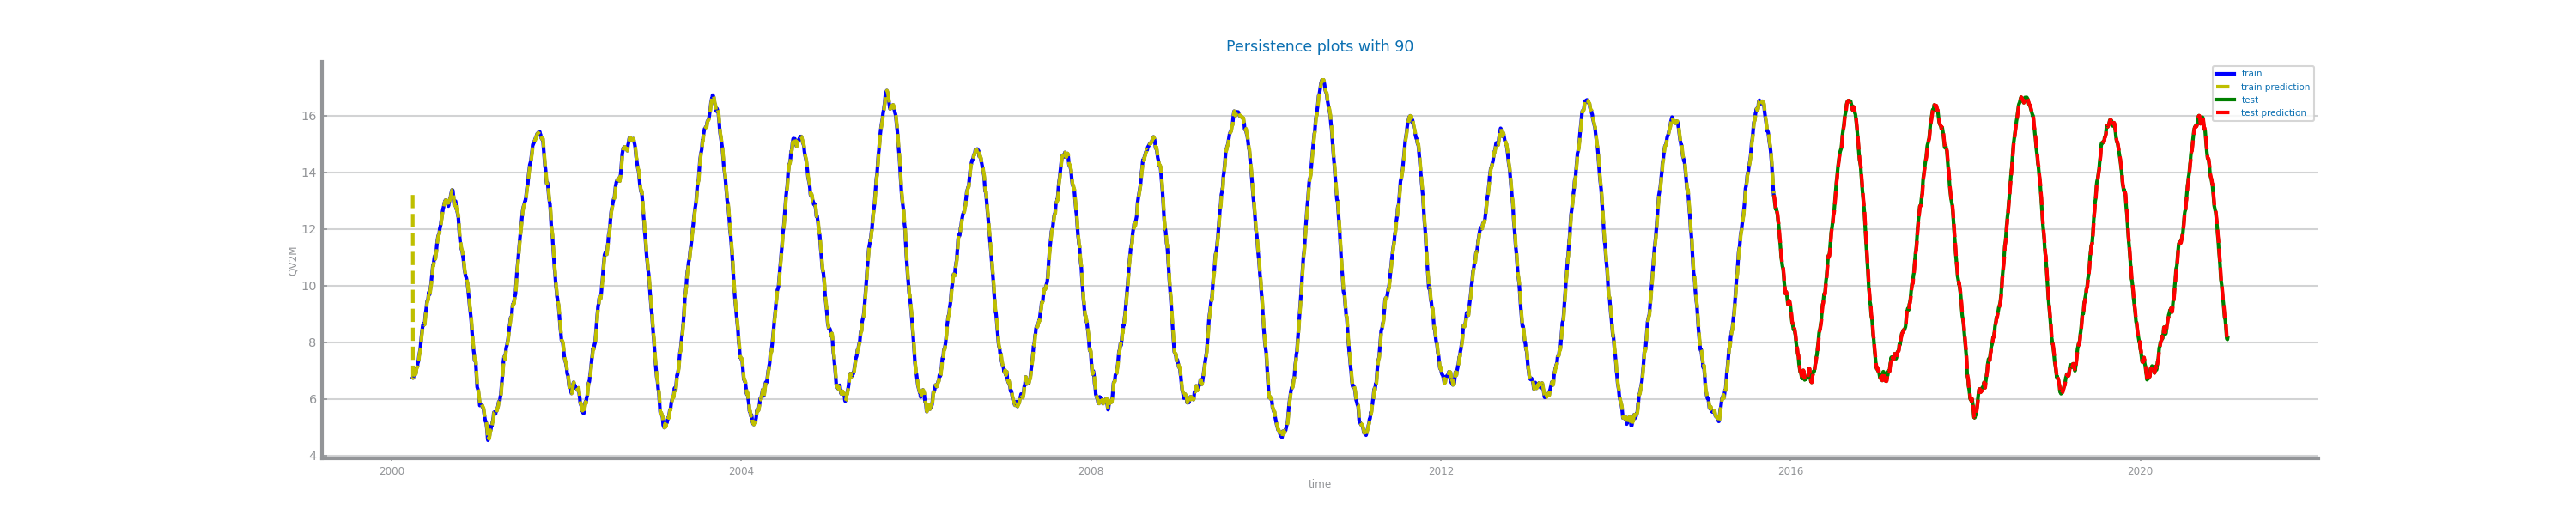 Persistence plots with 90
train
train prediction
test
test prediction
16
14
12
10
8
6
4
QV2M
2000
2004
2008
2012
2016
2020
time